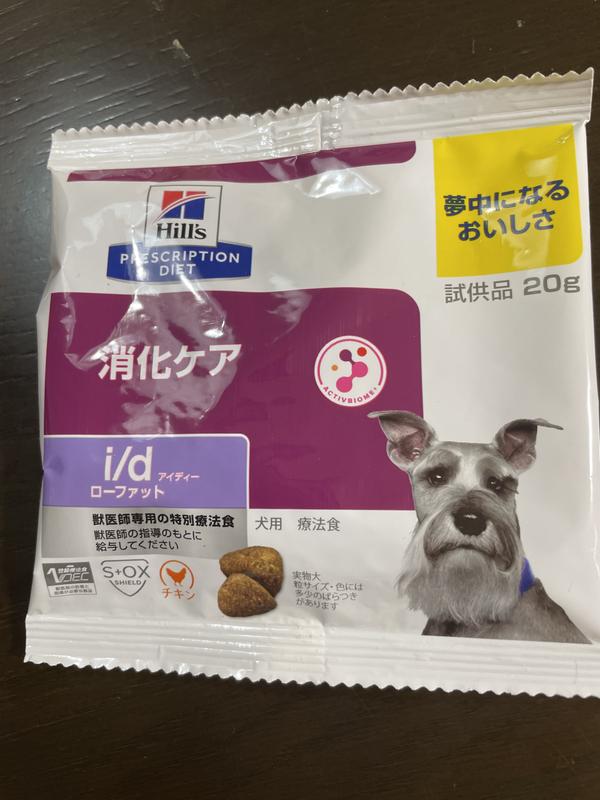 夢中になる
おいしさ
試供品 20g
Hill's
PRESCRIPTION
DIET
消化ケア
ACTIVBIOME+
i/d アイディー
ローファット
獣医師専用の特別療法食
獣医師の指導のもとに
給与してください
犬用 療法食
S+OX
SHIELD
チキン
実物大
粒サイズ・色には
多少のばらつき
があります